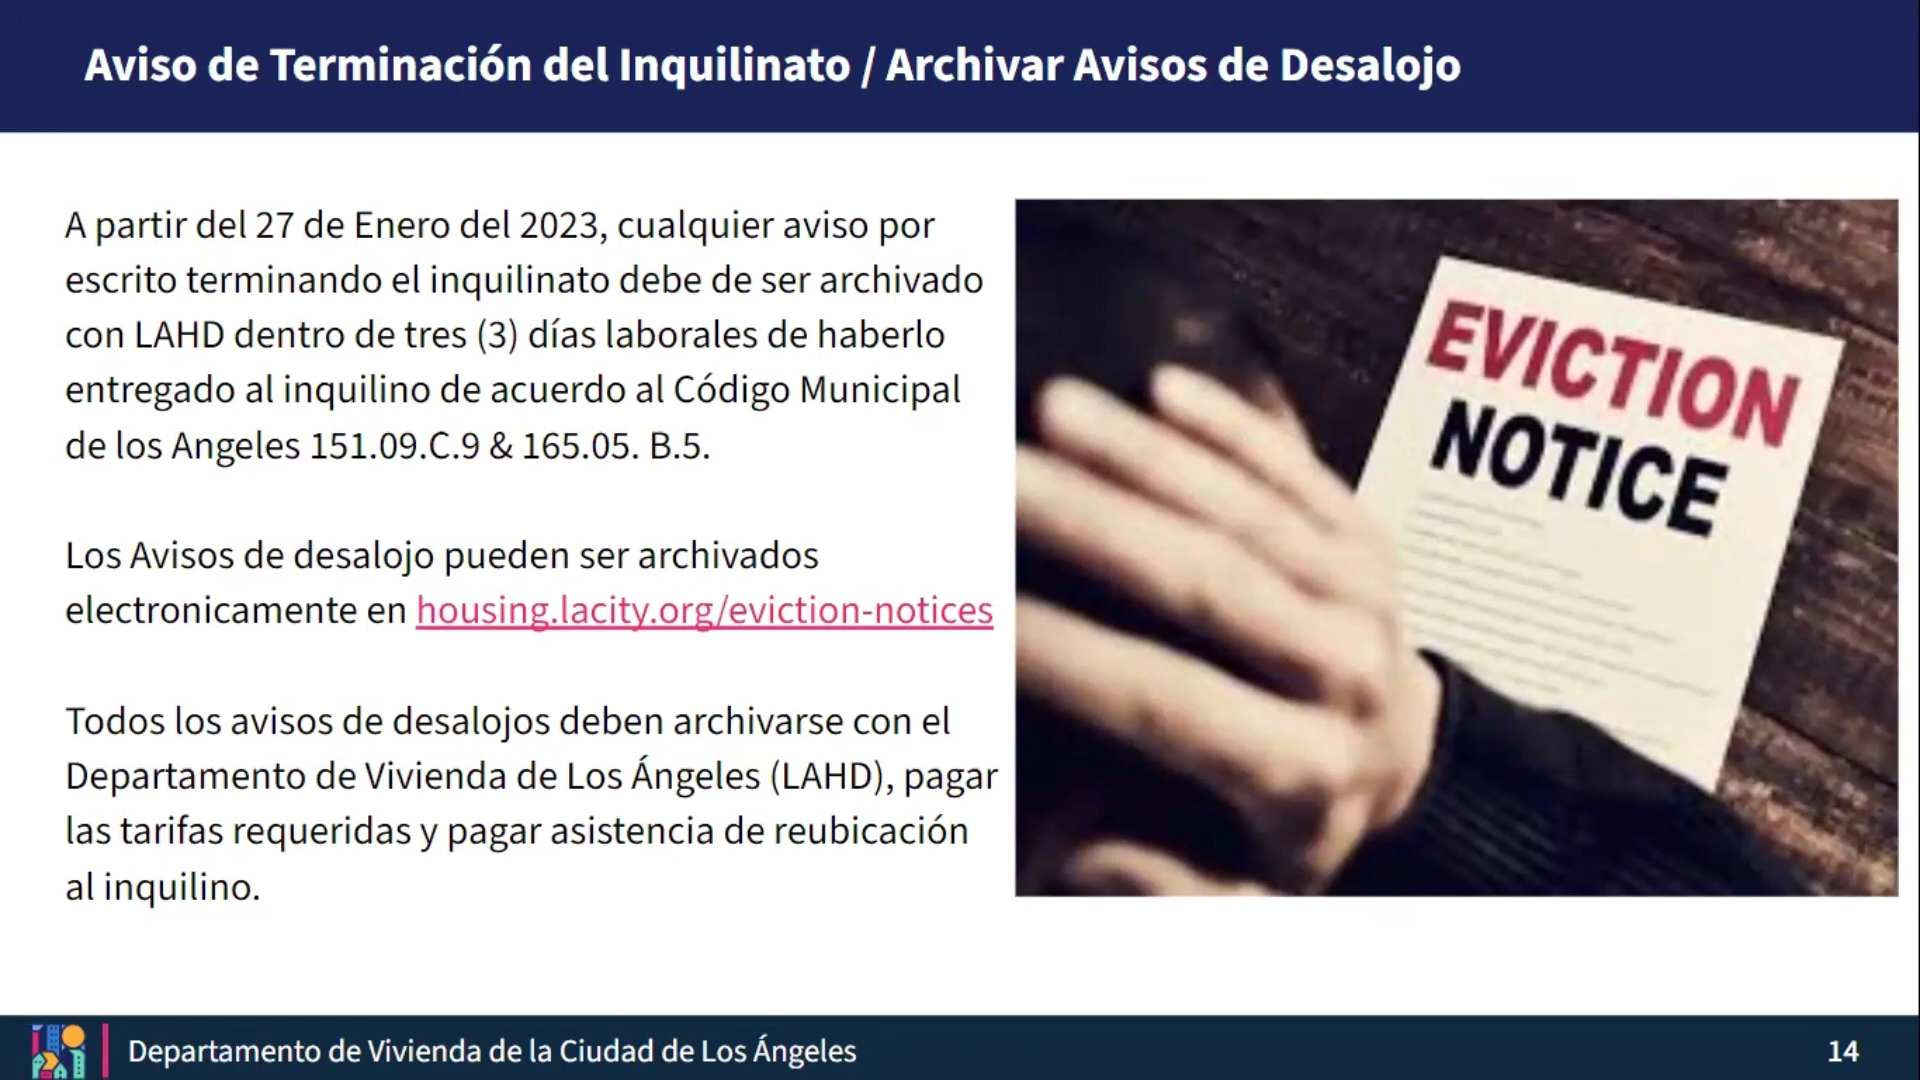 Aviso de Terminación del Inquilinato / Archivar Avisos de Desalojo
A partir del 27 de Enero del 2023, cualquier aviso por
escrito terminando el inquilinato debe de ser archivado
con LAHD dentro de tres (3) días laborales de haberlo
entregado al inquilino de acuerdo al Código Municipal
de los Angeles 151.09.C.9 & 165.05. B.5.
Los Avisos de desalojo pueden ser archivados
electronicamente en housing.lacity.org/eviction-notices
Todos los avisos de desalojos deben archivarse con el
Departamento de Vivienda de Los Ángeles (LAHD), pagar
las tarifas requeridas y pagar asistencia de reubicación
al inquilino.
EVICTION
NOTICE
Departamento de Vivienda de la Ciudad de Los Ángeles
14